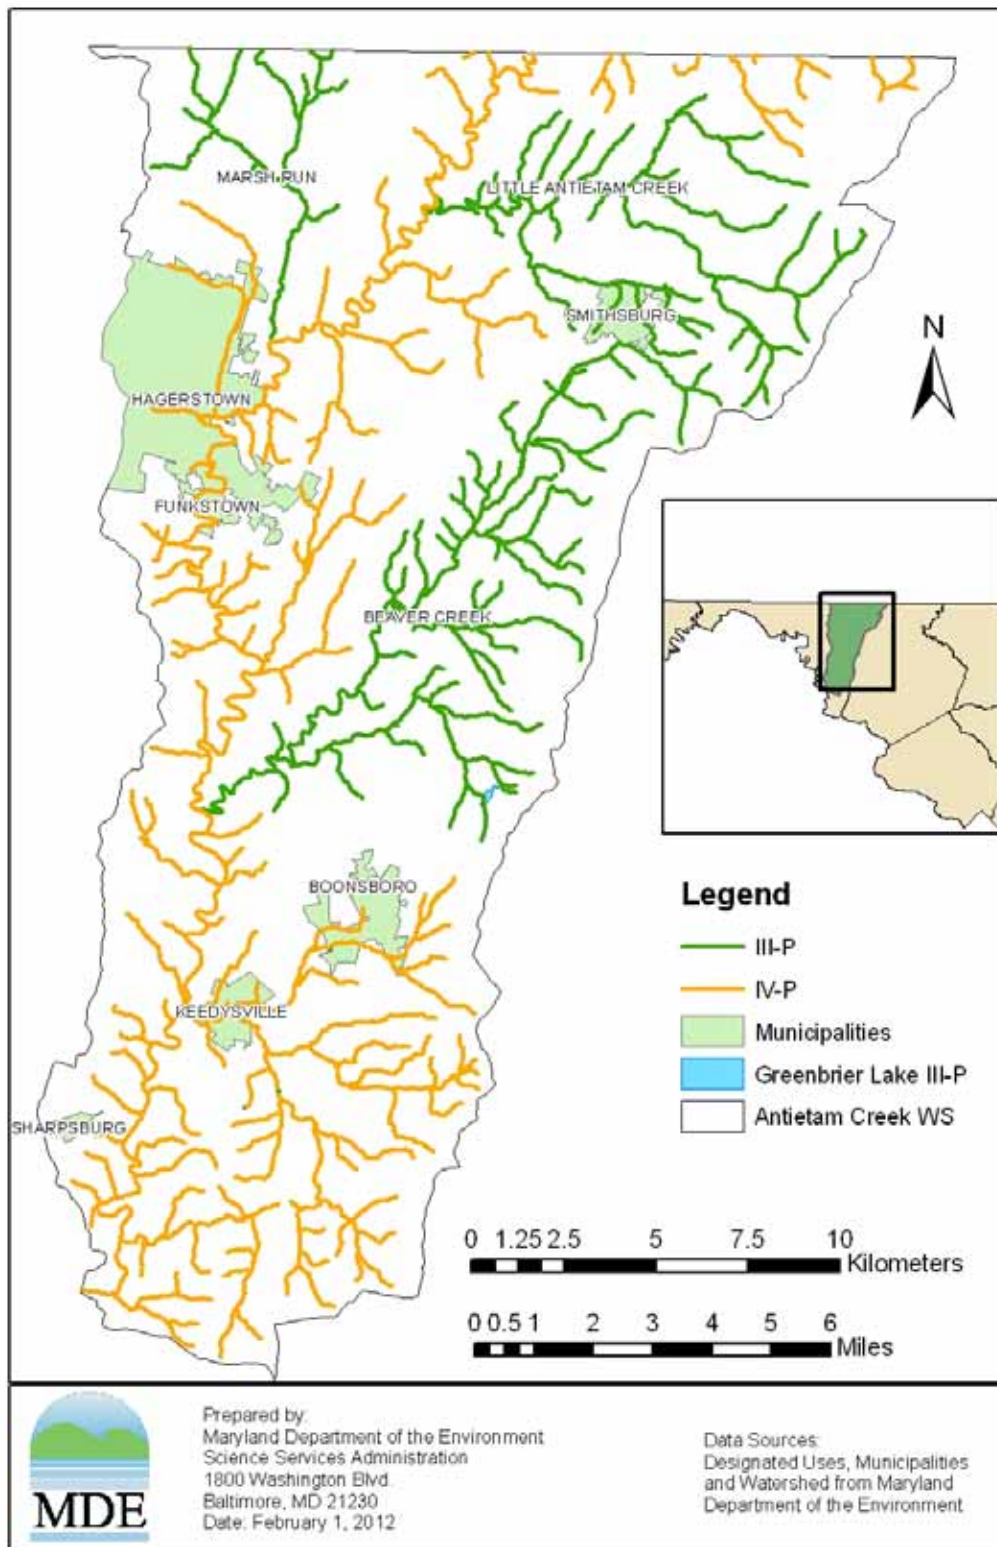 MARSH RUN
LITTLE ANTIETAM CREEK
SMITHSBURG
HAGERSTOWN
FUNKSTOWN
BEAVER CREEK
BOONSBORO
KEEDYSVILLE
SHARPSBURG
N
Legend
III-P
IV-P
Municipalities
Greenbrier Lake III-P
Antietam Creek WS
0 1.25 2.5 5 7.5 10
Kilometers
0 0.5 1 2 3 4 5 6
Miles
MDE
Prepared by:
Maryland Department of the Environment
Science Services Administration
1800 Washington Blvd.
Baltimore, MD 21230
Date: February 1, 2012
Data Sources:
Designated Uses, Municipalities
and Watershed from Maryland
Department of the Environment